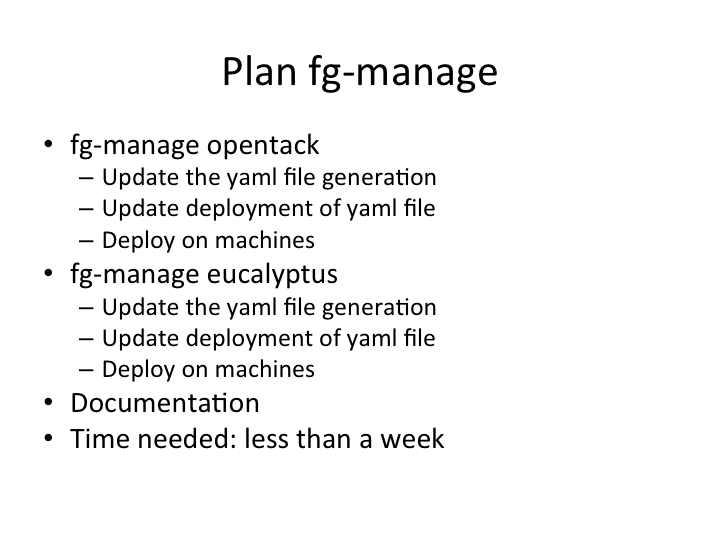 Plan fg-manage
• fg-manage opentack
– Update the yaml file generation
– Update deployment of yaml file
– Deploy on machines
• fg-manage eucalyptus
– Update the yaml file generation
– Update deployment of yaml file
– Deploy on machines
• Documentation
• Time needed: less than a week